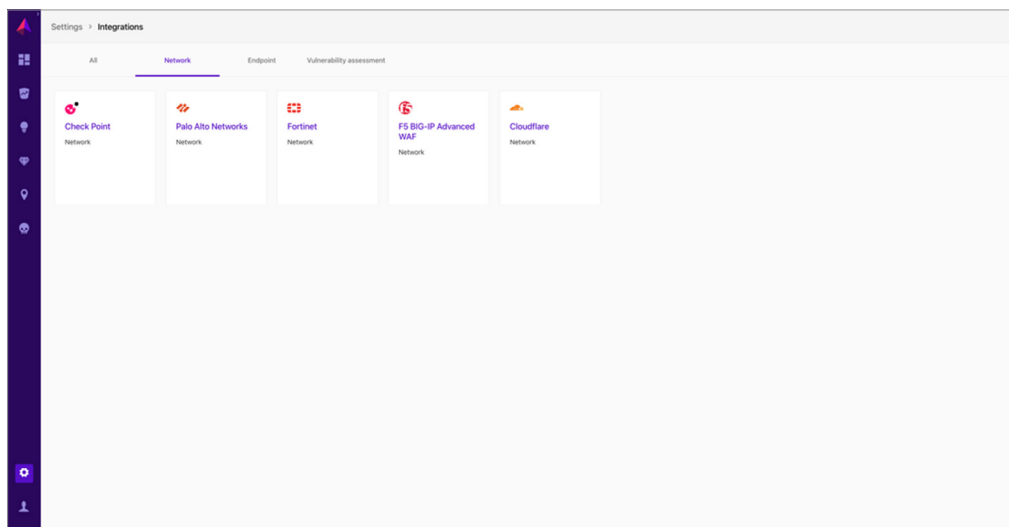 Settings > Integrations
All Network Endpoint Vulnerability assessment
Check Point
Network
Palo Alto Networks
Network
Fortinet
Network
F5 BIG-IP Advanced
WAF
Network
Cloudflare
Network